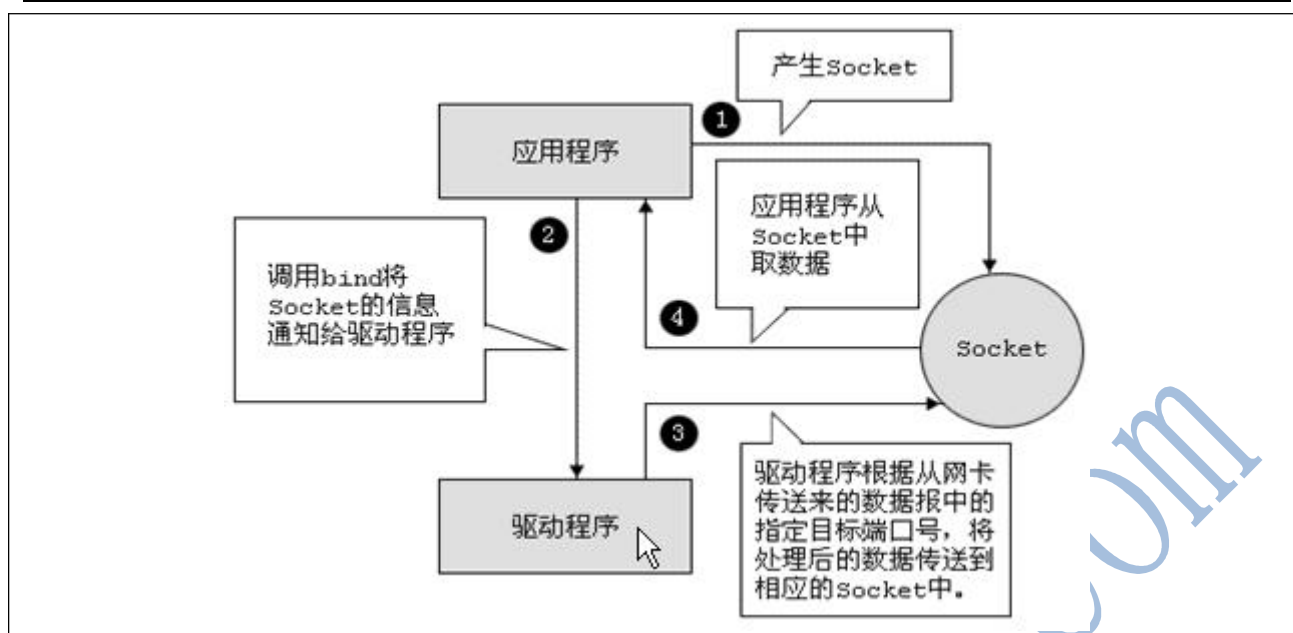 产生Socket
1
应用程序
应用程序从
Socket中
取数据
2
调用bind将
Socket的信息
通知给驱动程序
4
Socket
3
驱动程序根据从网卡
传送来的数据报中的
指定目标端口号，将
处理后的数据传送到
相应的Socket中。
驱动程序
com